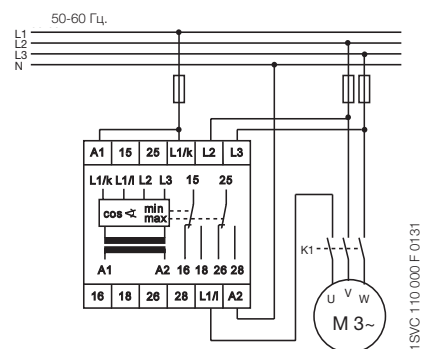 50-60 Гц.
L1
L2
L3
N
A1 15 25 L1/k L2 L3
L1/k L1/l L2 L3 15 25
cos ∢ min
max
A1 A2 16 18 26 28
16 18 26 28 L1/l A2
K1
U V W
M 3~
1SVC 110 000 F 0131